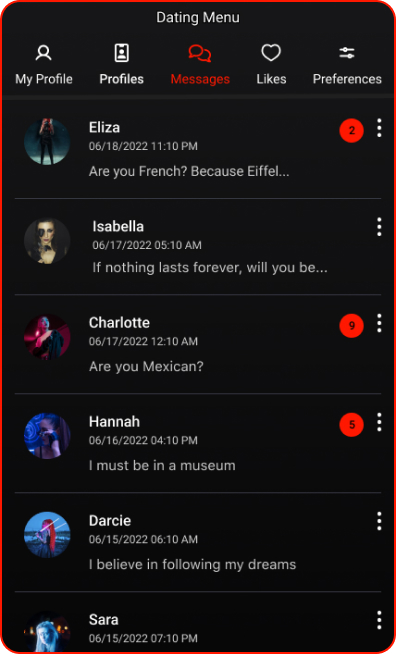 Dating Menu
My Profile Profiles Messages Likes Preferences
Eliza
2
06/18/2022 11:10 PM
Are you French? Because Eiffel...
Isabella
06/17/2022 05:10 AM
If nothing lasts forever, will you be...
Charlotte
9
06/17/2022 12:10 AM
Are you Mexican?
Hannah
5
06/16/2022 04:10 PM
I must be in a museum
Darcie
06/15/2022 06:10 AM
I believe in following my dreams
Sara
06/15/2022 07:10 PM